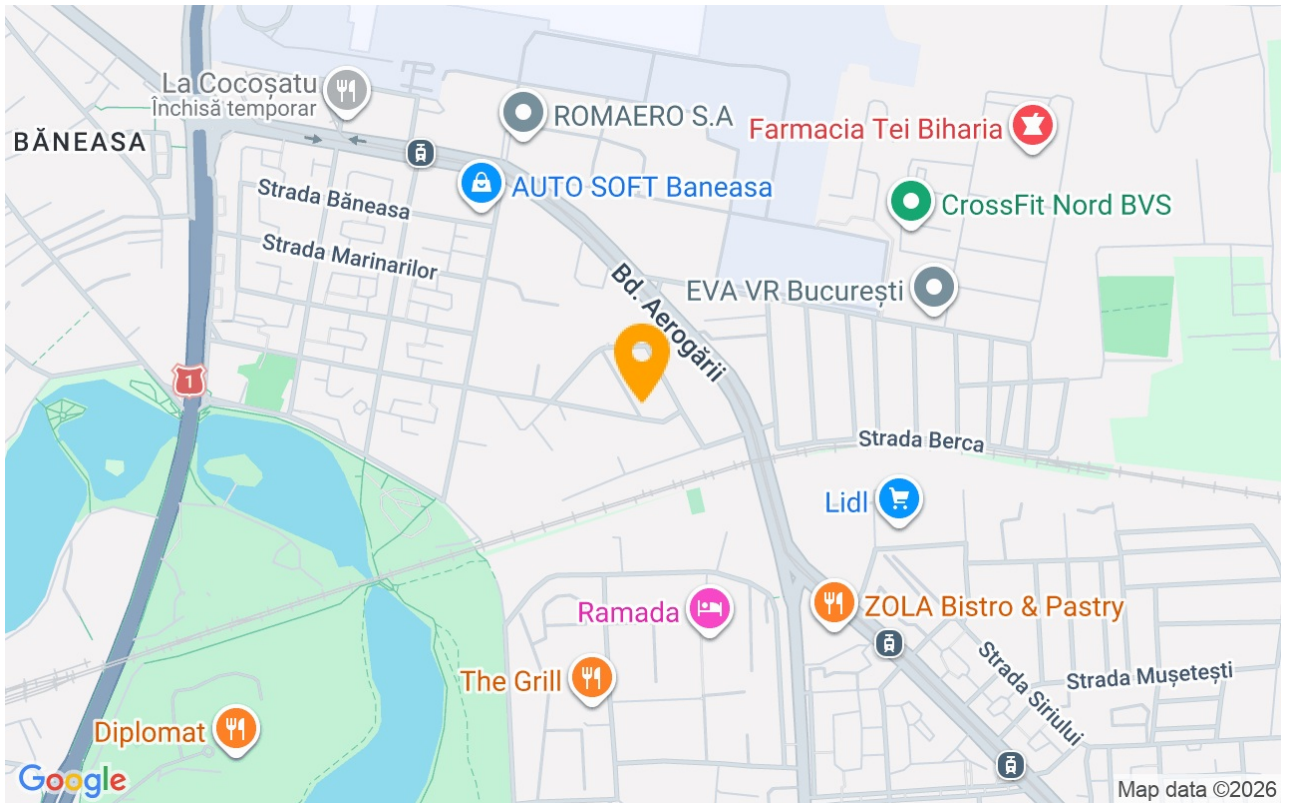 La Cocoșatu
Închisă temporar
ROMAERO S.A
Farmacia Tei Biharia
BĂNEASA
AUTO SOFT Baneasa
Strada Băneasa
CrossFit Nord BVS
Strada Marinarilor
EVA VR București
Bd. Aerogării
1
Strada Berca
Lidl
Ramada
ZOLA Bistro & Pastry
The Grill
Strada Siriului
Strada Mușetești
Diplomat
Google
Map data ©2026